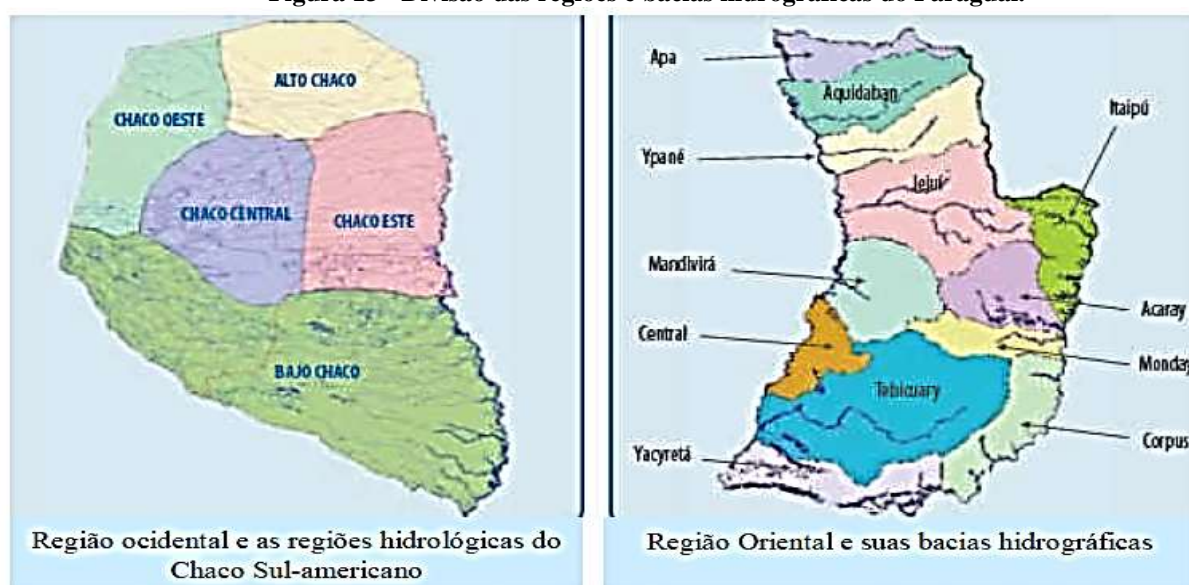 Figura 15 - Divisão das regiões e bacias hidrográficas do Paraguai.
ALTO CHACO
CHACO OESTE
CHACO CENTRAL
CHACO ESTE
BAJO CHACO
Região ocidental e as regiões hidrológicas do
Chaco Sul-americano
Apa
Aquidaban
Itaipú
Ypané
Jejuí
Mandivirá
Acaray
Central
Monday
Tebicuary
Corpus
Yacyretá
Região Oriental e suas bacias hidrográficas